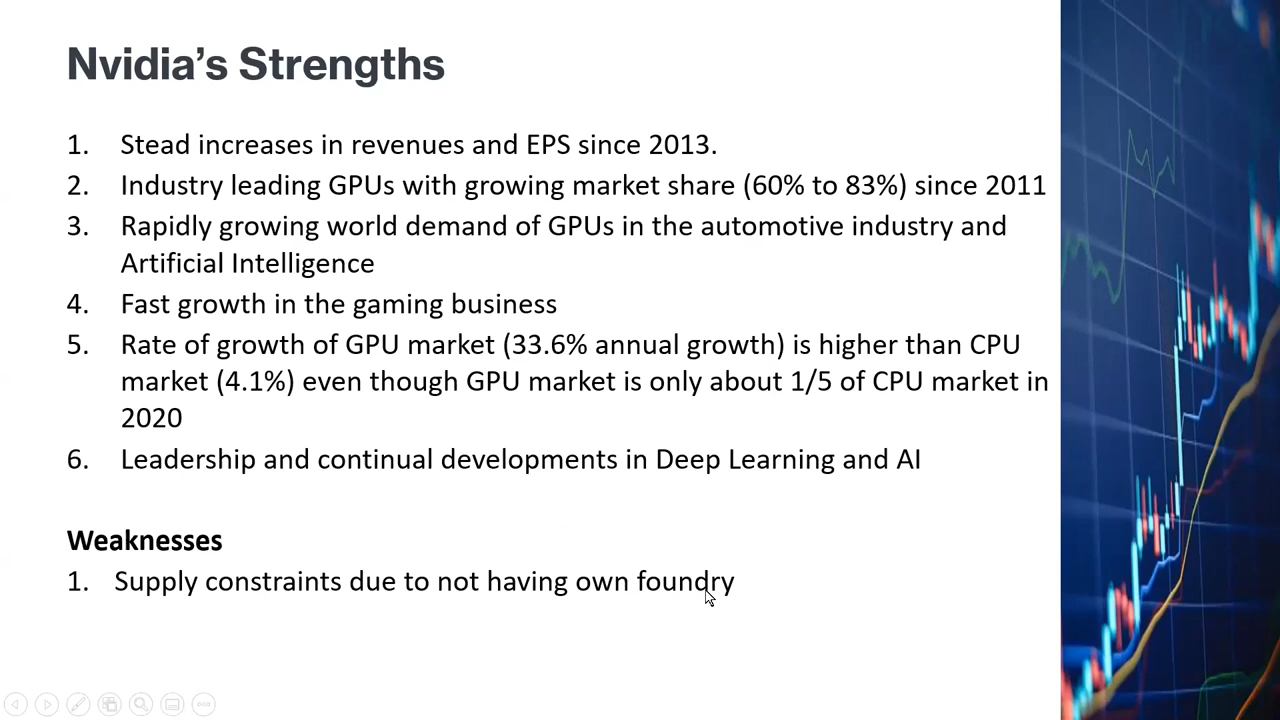 Nvidia’s Strengths
1. Stead increases in revenues and EPS since 2013.
2. Industry leading GPUs with growing market share (60% to 83%) since 2011
3. Rapidly growing world demand of GPUs in the automotive industry and
Artificial Intelligence
4. Fast growth in the gaming business
5. Rate of growth of GPU market (33.6% annual growth) is higher than CPU
market (4.1%) even though GPU market is only about 1/5 of CPU market in
2020
6. Leadership and continual developments in Deep Learning and AI
Weaknesses
1. Supply constraints due to not having own foundry